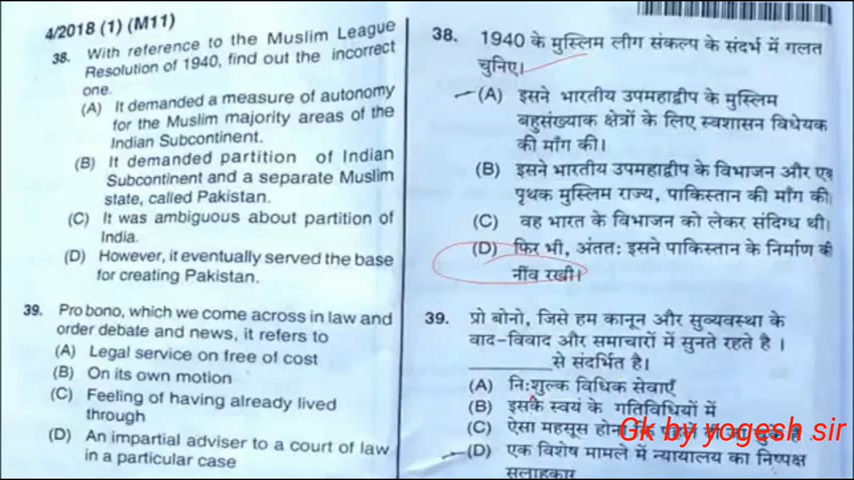 4/2018 (1) (M11)
38. With reference to the Muslim League
Resolution of 1940, find out the incorrect
one.
(A) It demanded a measure of autonomy
for the Muslim majority areas of the
Indian Subcontinent.
(B) It demanded partition of Indian
Subcontinent and a separate Muslim
state, called Pakistan.
(C) It was ambiguous about partition of
India.
(D) However, it eventually served the base
for creating Pakistan.
39. Pro bono, which we come across in law and
order debate and news, it refers to
(A) Legal service on free of cost
(B) On its own motion
(C) Feeling of having already lived
through
(D) An impartial adviser to a court of law
in a particular case
38. 1940 के मुस्लिम लीग संकल्प के संदर्भ में गलत
चुनिए।
(A) इसने भारतीय उपमहाद्वीप के मुस्लिम
बहुसंख्याक क्षेत्रों के लिए स्वशासन विधेयक
की माँग की।
(B) इसने भारतीय उपमहाद्वीप के विभाजन और एक
पृथक मुस्लिम राज्य, पाकिस्तान की माँग की
(C) वह भारत के विभाजन को लेकर संदिग्ध थी।
(D) फिर भी, अंततः इसने पाकिस्तान के निर्माण की
नींव रखी।
39. प्रो बोनो, जिसे हम कानून और सुव्यवस्था के
वाद-विवाद और समाचारों में सुनते रहते है ।
________ से संदर्भित है।
(A) निःशुल्क विधिक सेवाएँ
(B) इसके स्वयं के गतिविधियों में
(C) ऐसा महसूस होना
(D) एक विशेष मामले में न्यायालय का निष्पक्ष
सलाहकार
Gk by yogesh sir